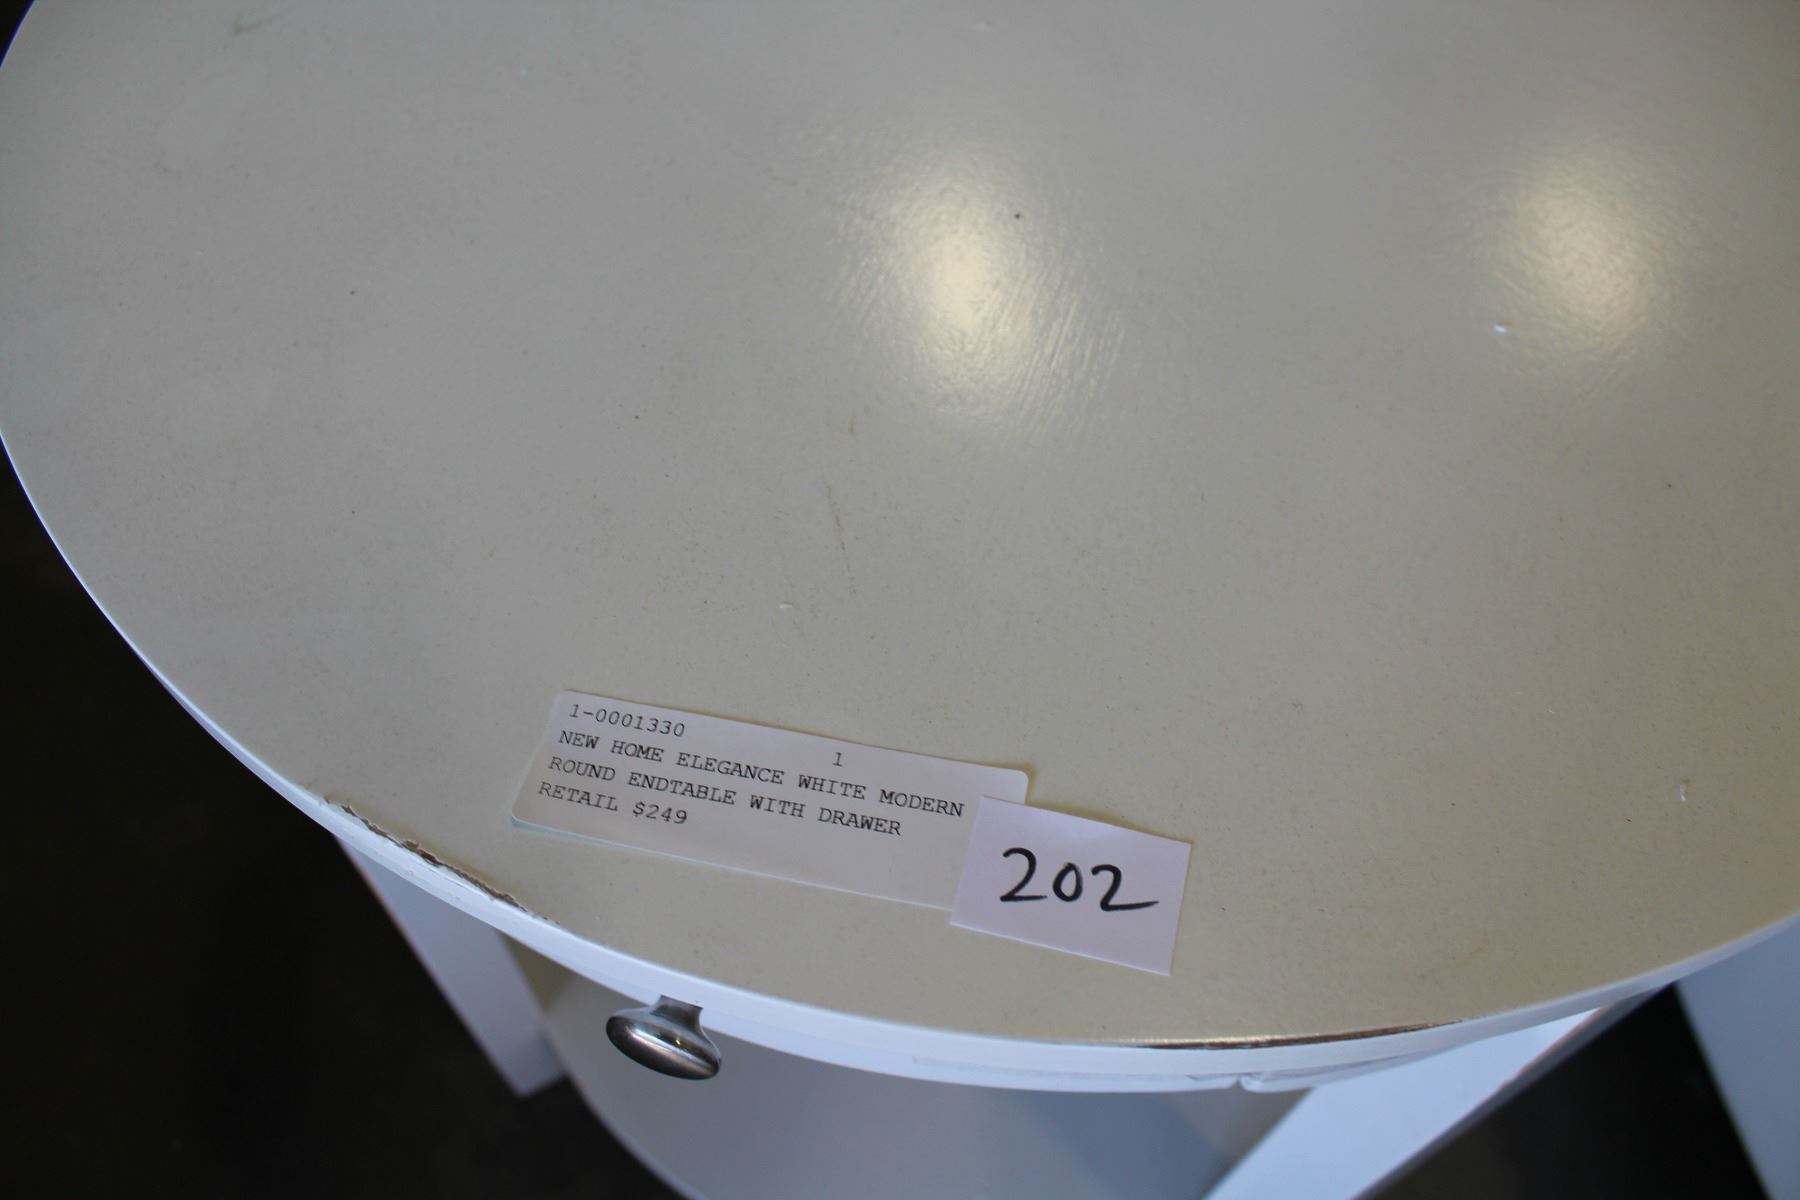 1-0001330 1
NEW HOME ELEGANCE WHITE MODERN
ROUND ENDTABLE WITH DRAWER
RETAIL $249
202